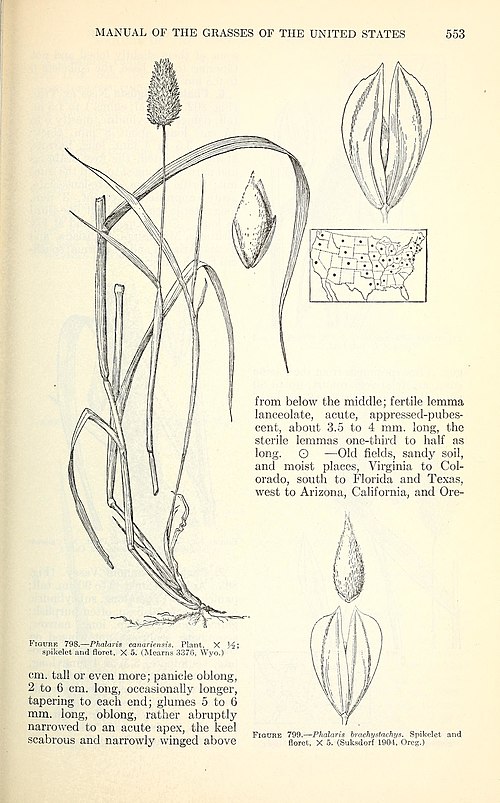 MANUAL OF THE GRASSES OF THE UNITED STATES 553
FIGURE 798.—Phalaris canariensis. Plant, × ½;
spikelet and floret, × 5. (Mearns 3376, Wyo.)
cm. tall or even more; panicle oblong,
2 to 6 cm. long, occasionally longer,
tapering to each end; glumes 5 to 6
mm. long, oblong, rather abruptly
narrowed to an acute apex, the keel
scabrous and narrowly winged above
from below the middle; fertile lemma
lanceolate, acute, appressed-pubes-
cent, about 3.5 to 4 mm. long, the
sterile lemmas one-third to half as
long. ⊙ —Old fields, sandy soil,
and moist places, Virginia to Col-
orado, south to Florida and Texas,
west to Arizona, California, and Ore-
FIGURE 799.—Phalaris brachystachys. Spikelet and
floret, × 5. (Suksdorf 1904, Oreg.)